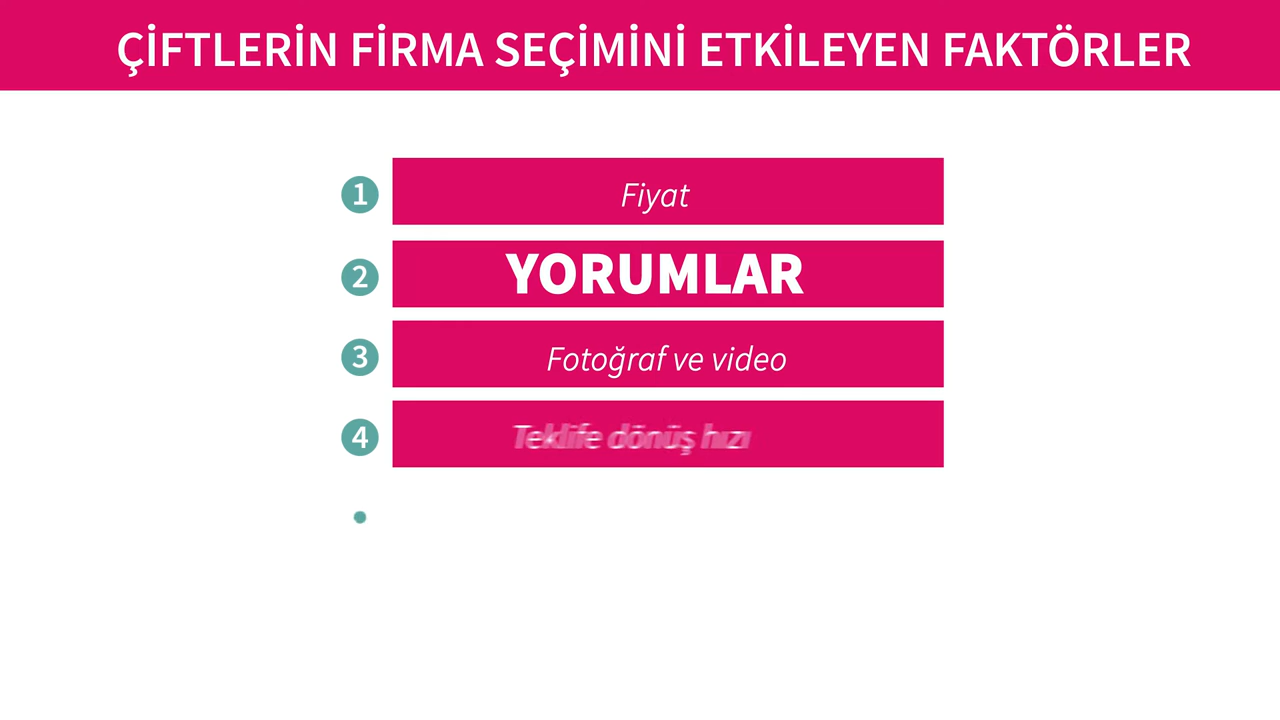 ÇİFTLERİN FİRMA SEÇİMİNİ ETKİLEYEN FAKTÖRLER
1 Fiyat
2 YORUMLAR
3 Fotoğraf ve video
4 Teklife dönüş hızı